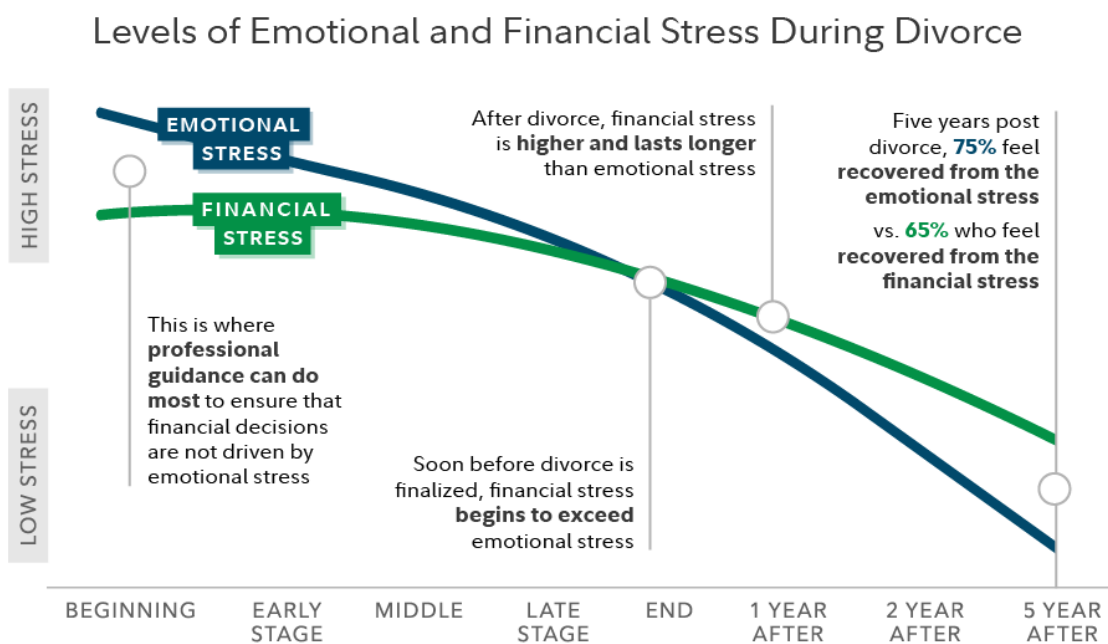 Levels of Emotional and Financial Stress During Divorce
HIGH STRESS
LOW STRESS
EMOTIONAL
STRESS
FINANCIAL
STRESS
This is where
professional
guidance can do
most to ensure that
financial decisions
are not driven by
emotional stress
Soon before divorce is
finalized, financial stress
begins to exceed
emotional stress
After divorce, financial stress
is higher and lasts longer
than emotional stress
Five years post
divorce, 75% feel
recovered from the
emotional stress
vs. 65% who feel
recovered from the
financial stress
BEGINNING
EARLY
STAGE
MIDDLE
LATE
STAGE
END
1 YEAR
AFTER
2 YEAR
AFTER
5 YEAR
AFTER